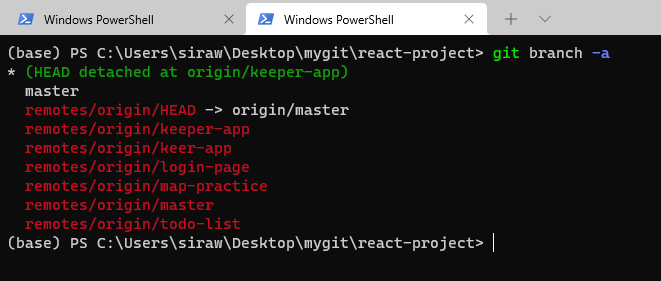 Windows PowerShell
Windows PowerShell
(base) PS C:\Users\siraw\Desktop\mygit\react-project> git branch -a
* (HEAD detached at origin/keeper-app)
master
remotes/origin/HEAD -> origin/master
remotes/origin/keeper-app
remotes/origin/keer-app
remotes/origin/login-page
remotes/origin/map-practice
remotes/origin/master
remotes/origin/todo-list
(base) PS C:\Users\siraw\Desktop\mygit\react-project>